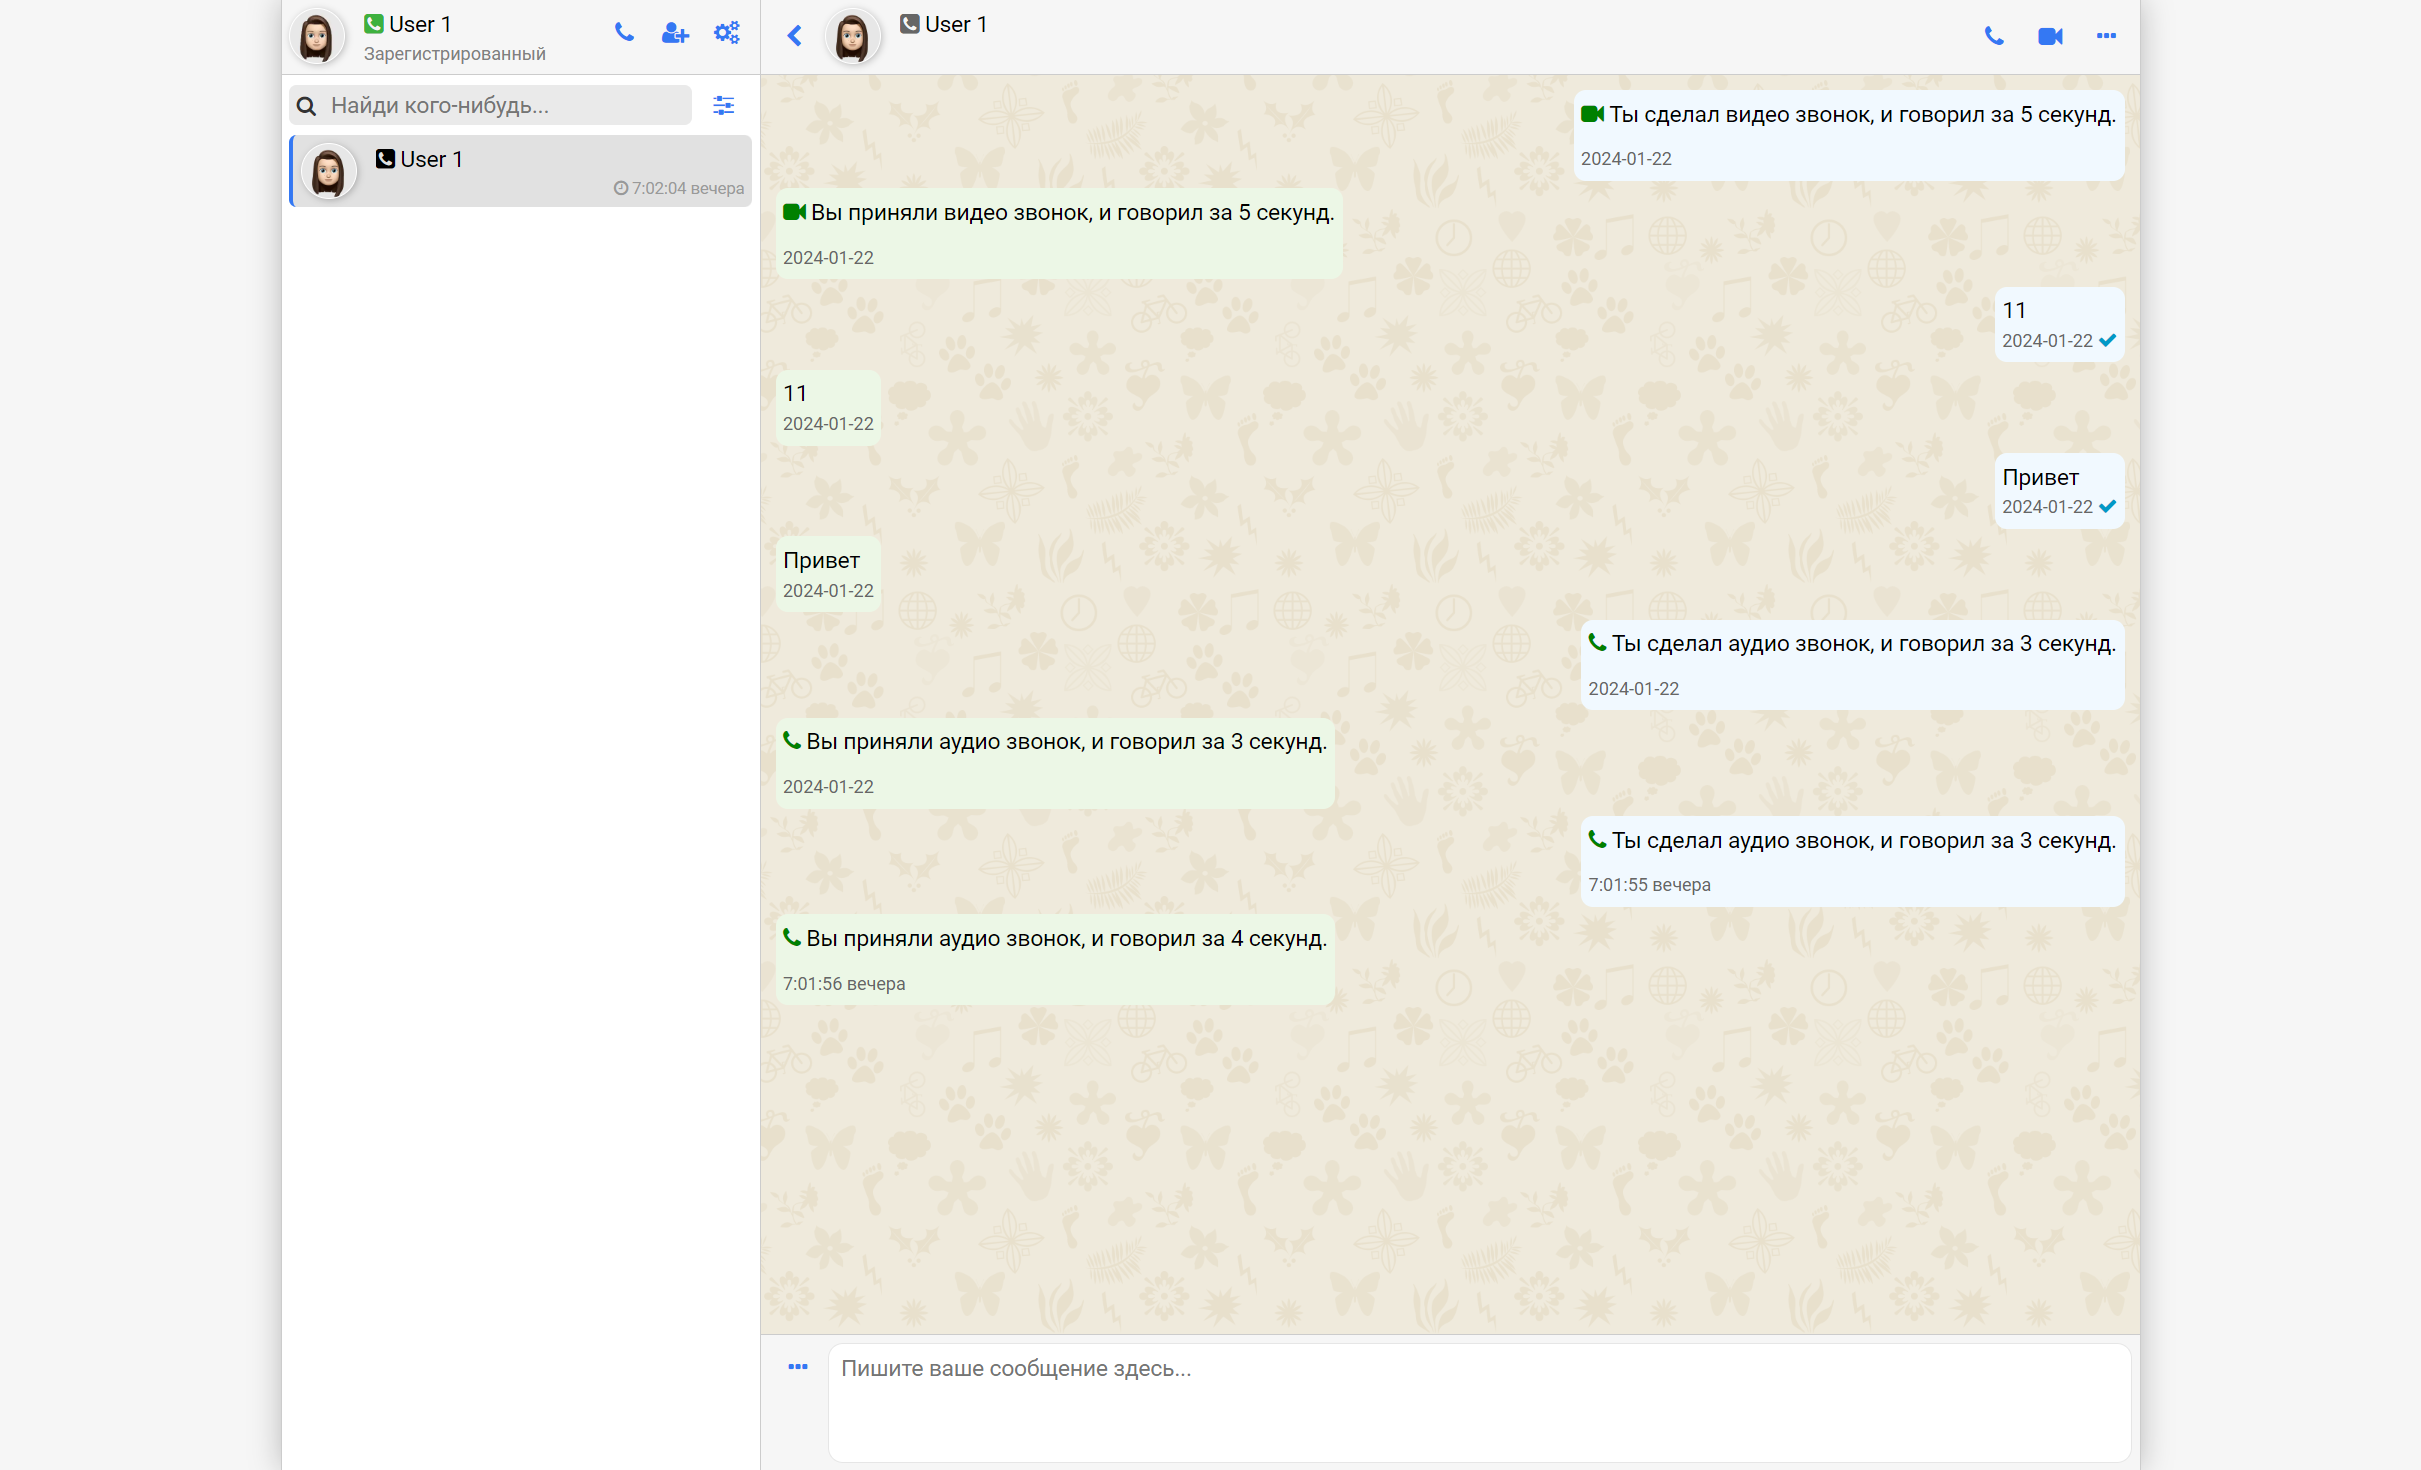 User 1
Зарегистрированный
Найди кого-нибудь...
User 1
7:02:04 вечера
User 1
Ты сделал видео звонок, и говорил за 5 секунд.
2024-01-22
Вы приняли видео звонок, и говорил за 5 секунд.
2024-01-22
11
2024-01-22
11
2024-01-22
Привет
2024-01-22
Привет
2024-01-22
Ты сделал аудио звонок, и говорил за 3 секунд.
2024-01-22
Вы приняли аудио звонок, и говорил за 3 секунд.
2024-01-22
Ты сделал аудио звонок, и говорил за 3 секунд.
7:01:55 вечера
Вы приняли аудио звонок, и говорил за 4 секунд.
7:01:56 вечера
Пишите ваше сообщение здесь...